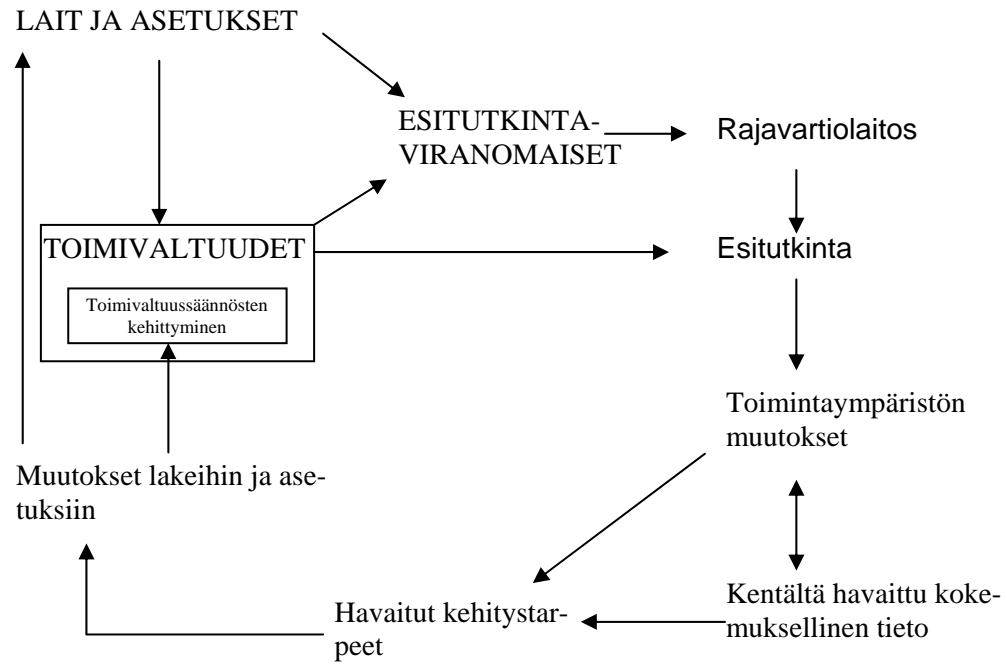 LAIT JA ASETUKSET
ESITUTKINTA-
VIRANOMAISET
Rajavartiolaitos
TOIMIVALTUUDET
Esitutkinta
Toimivaltuussäännösten
kehittyminen
Toimintaympäristön
muutokset
Muutokset lakeihin ja ase-
tuksiin
Havaitut kehitystar-
peet
Kentältä havaittu koke-
muksellinen tieto